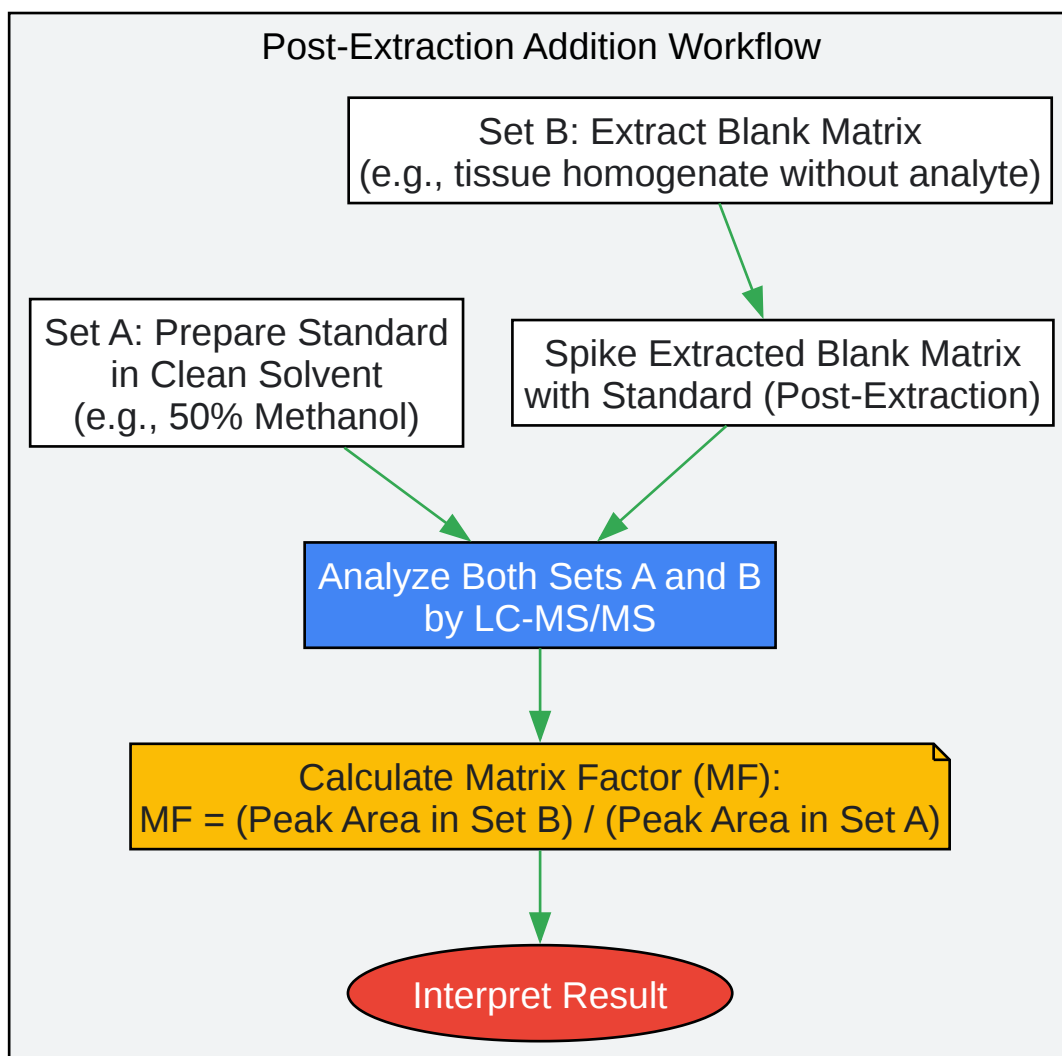 Post-Extraction Addition Workflow
Set B: Extract Blank Matrix
(e.g., tissue homogenate without analyte)
Set A: Prepare Standard
in Clean Solvent
(e.g., 50% Methanol)
Spike Extracted Blank Matrix
with Standard (Post-Extraction)
Analyze Both Sets A and B
by LC-MS/MS
Calculate Matrix Factor (MF):
MF = (Peak Area in Set B) / (Peak Area in Set A)
Interpret Result